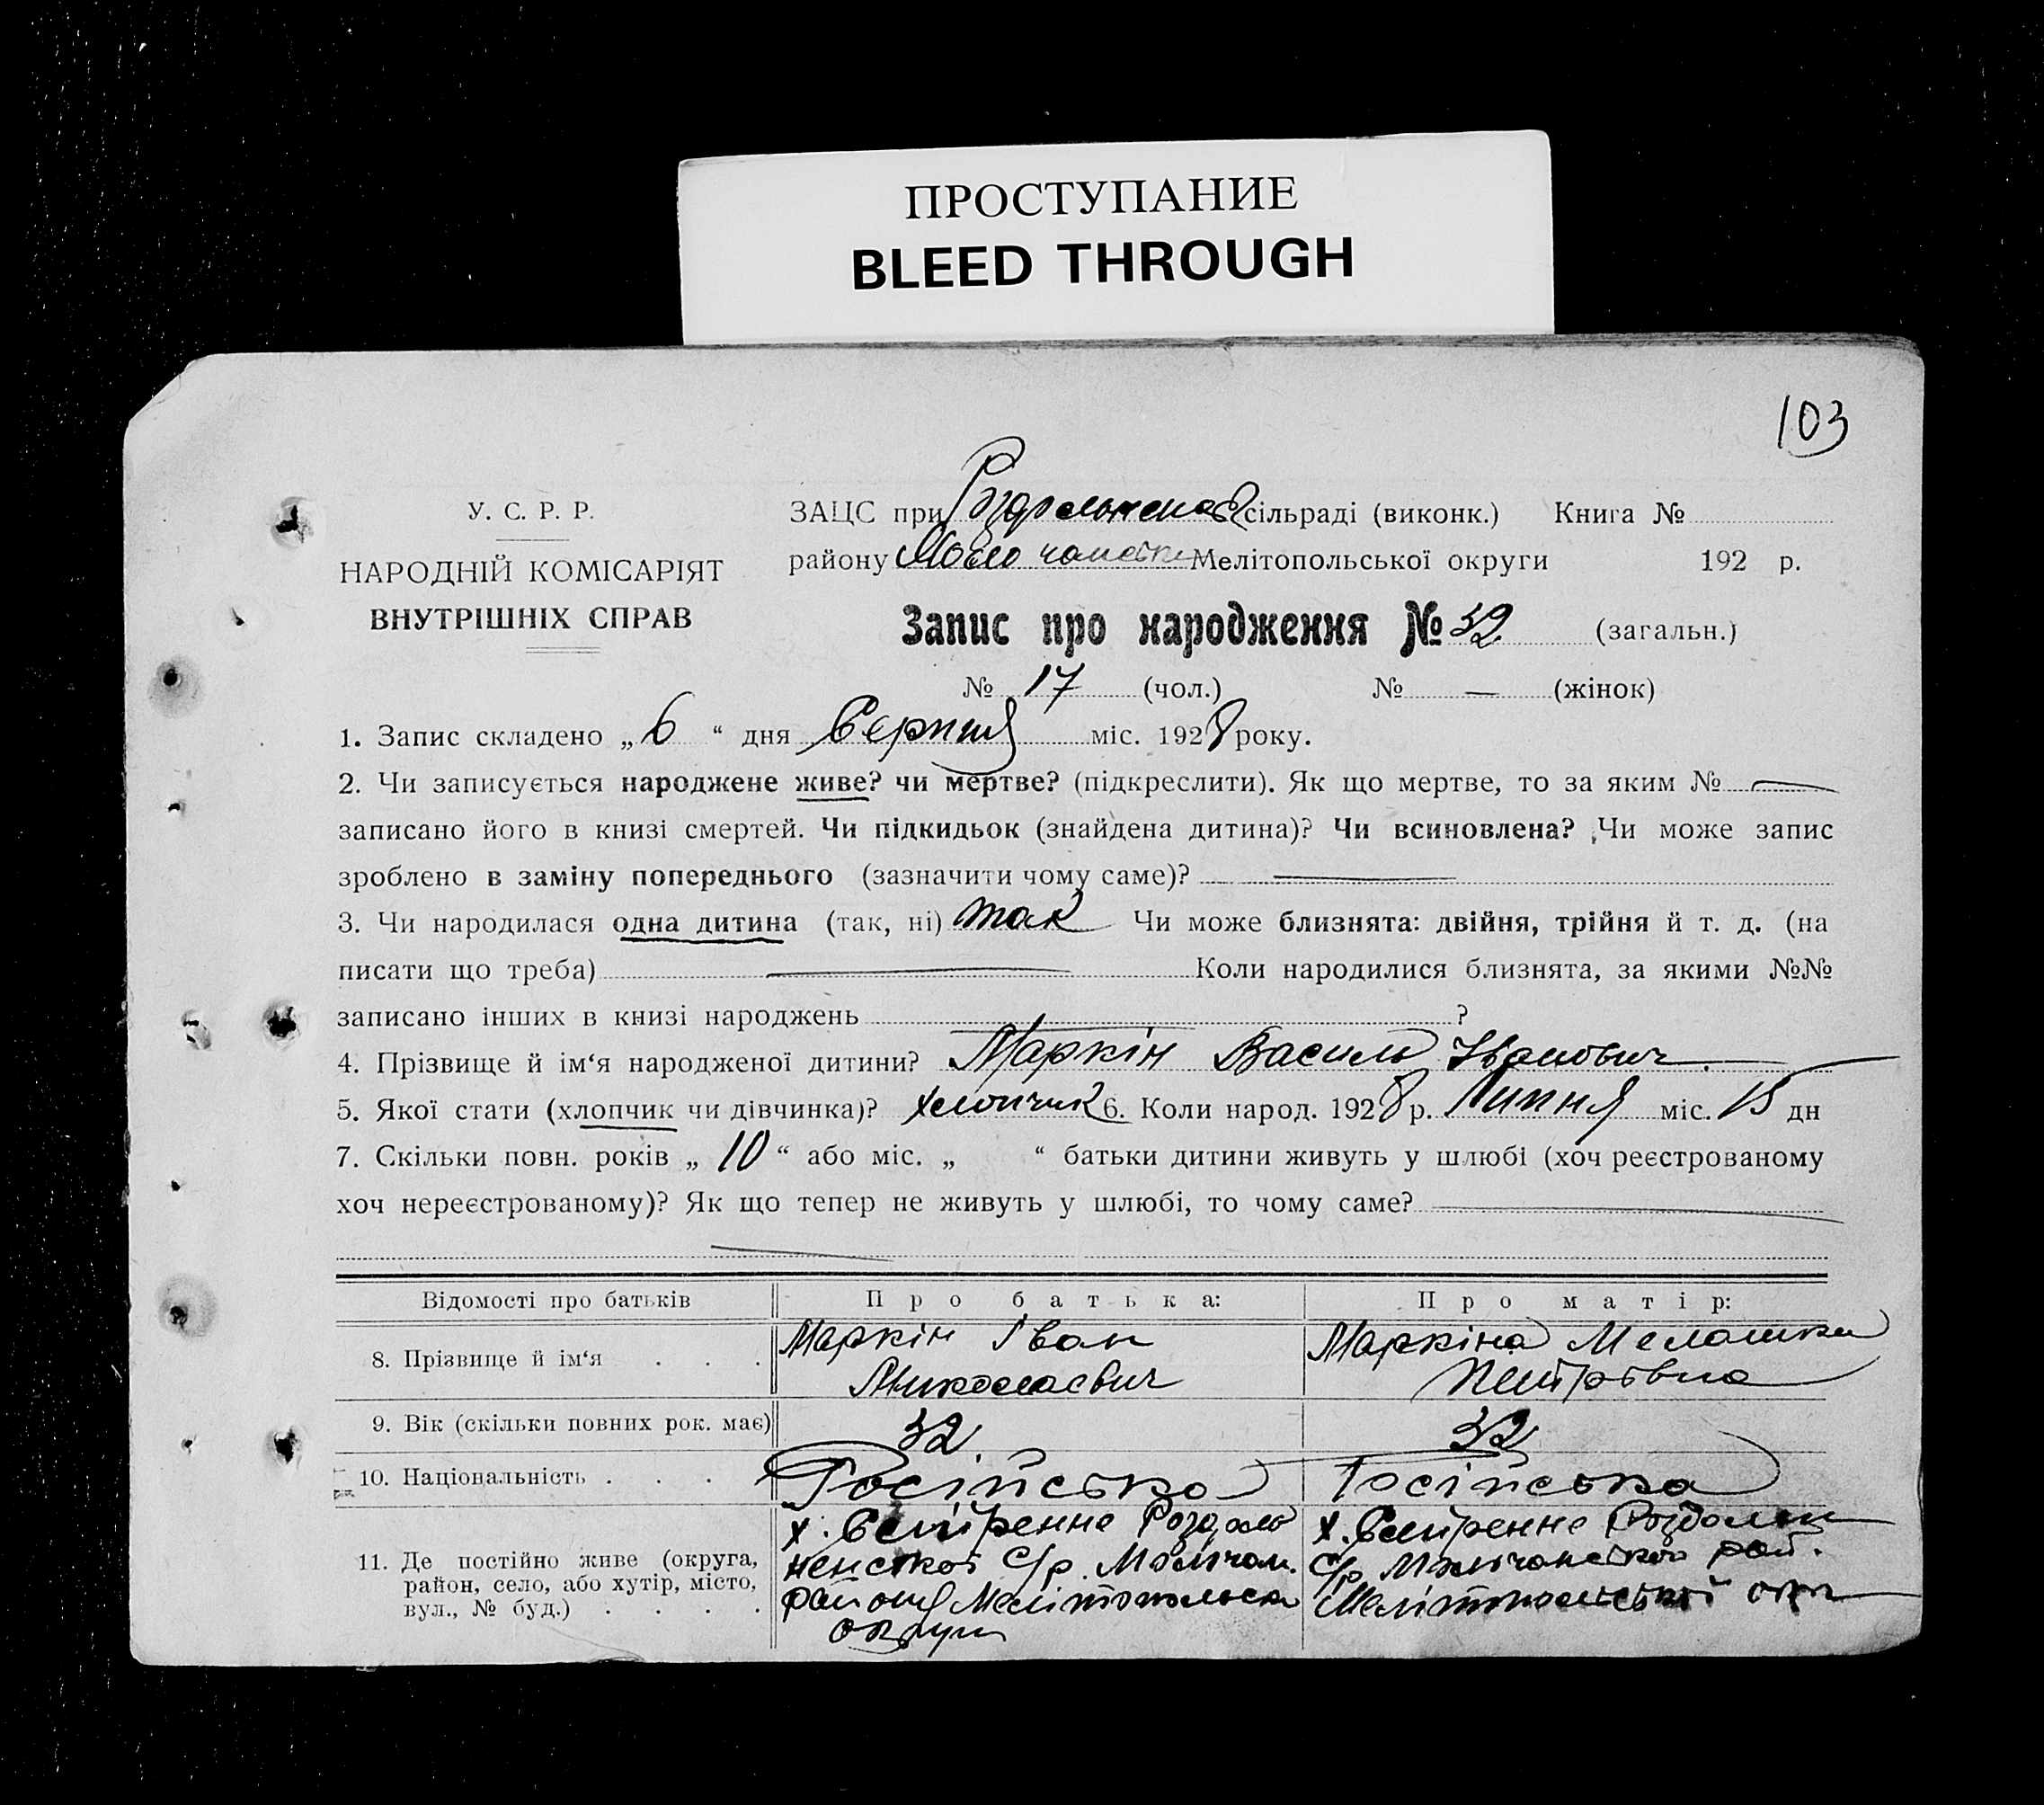 ПРОСТУПАНИЕ
BLEED THROUGH
103
У. С. Р. Р.
НАРОДНІЙ КОМІСАРІЯТ
ВНУТРІШНІХ СПРАВ
ЗАЦС при сільраді (виконк.) Книга №
району Мелітопольської округи 192 р.
Запис про народження № 32 (загальн.)
№ 17 (чол.) № — (жінок)
1. Запис складено „ 6 “ дня Серпня міс. 1928 року.
2. Чи записується народжене живе? чи мертве? (підкреслити). Як що мертве, то за яким № —
записано його в книзі смертей. Чи підкидьок (знайдена дитина)? Чи всиновлена? Чи може запис
зроблено в заміну попереднього (зазначити чому саме)? —
3. Чи народилася одна дитина (так, ні) так Чи може близнята: двійня, трійня й т. д. (на
писати що треба) — Коли народилися близнята, за якими №№
записано інших в книзі народжень ?
4. Прізвище й ім‘я народженої дитини? Маркін Василь Іванович
5. Якої стати (хлопчик чи дівчинка)? хлопчик 6. Коли народ. 1928 р. Липня міс. 15 дн
7. Скільки повн. років „ 10 “ або міс. „ “ батьки дитини живуть у шлюбі (хоч реєстрованому
хоч нереєстрованому)? Як що тепер не живуть у шлюбі, то чому саме? —
Відомості про батьків Про батька: Про матір:
8. Прізвище й ім‘я . . . Маркін Іван Миколаєвич Маркіна Мелашка Петрівна
9. Вік (скільки повних рок. має) 32 32
10. Національність . . . Російська Російська
11. Де постійно живе (округа, район, село, або хутір, місто, вул., № буд.) . . . .
х. с/р району округи
х. с/р рай. Мелітопольської